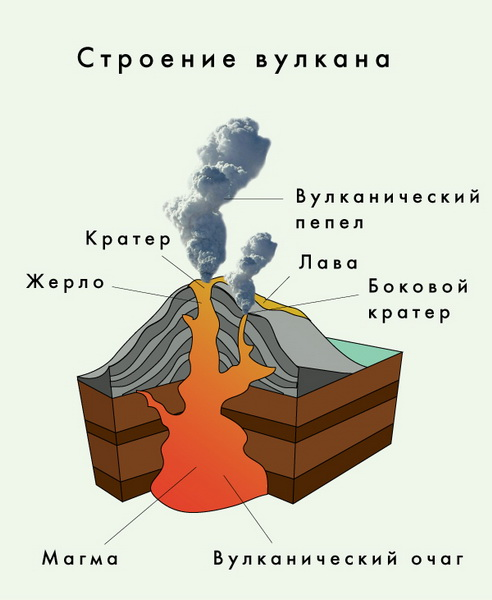 Строение вулкана
Вулканический
пепел
Кратер
Лава
Жерло
Боковой
кратер
Магма
Вулканический очаг